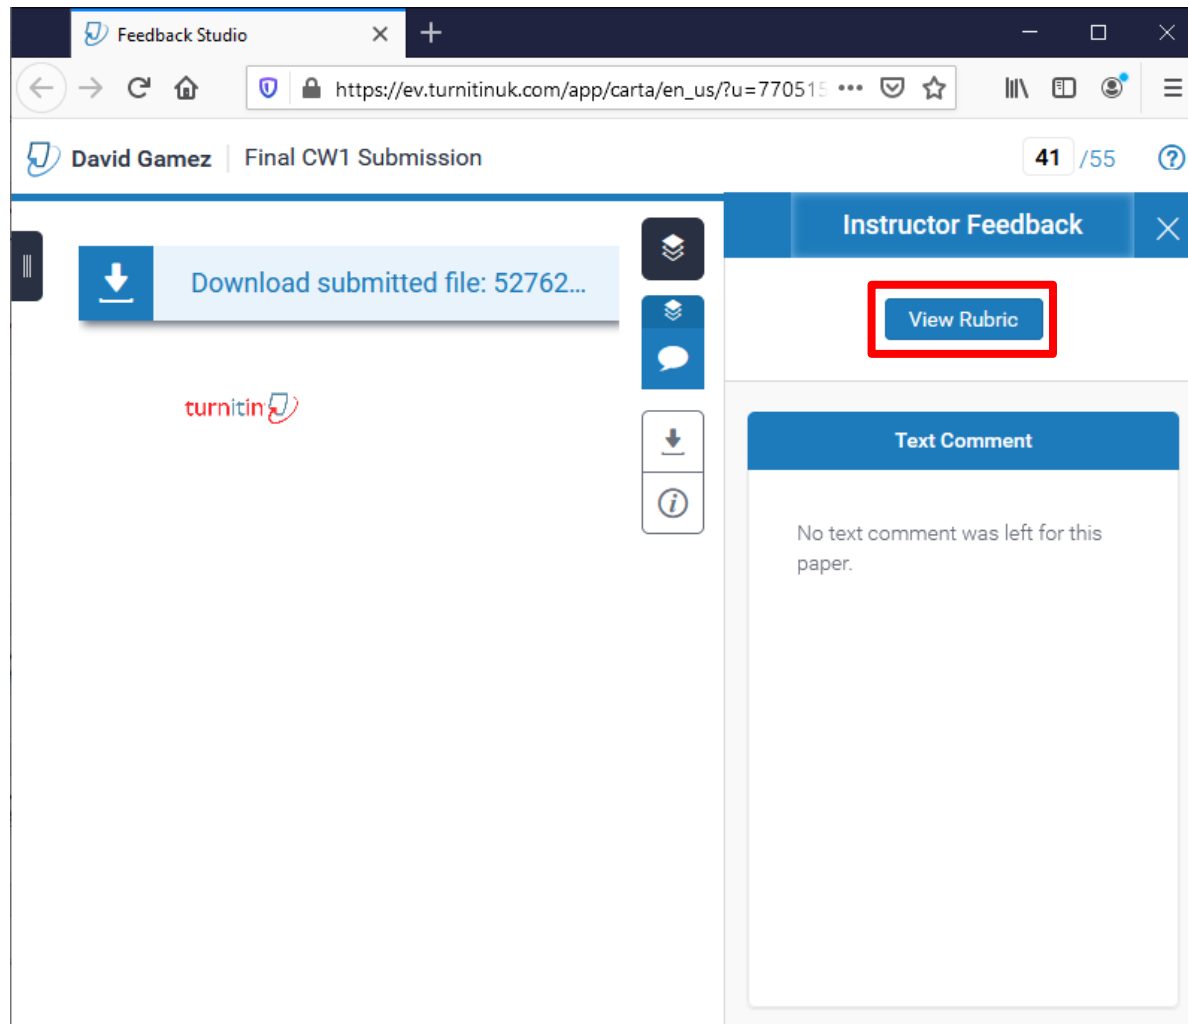 Feedback Studio
https://ev.turnitinuk.com/app/carta/en_us/?u=770515
David Gamez Final CW1 Submission 41 /55
Instructor Feedback
Download submitted file: 52762...
View Rubric
turnitin
Text Comment
No text comment was left for this
paper.